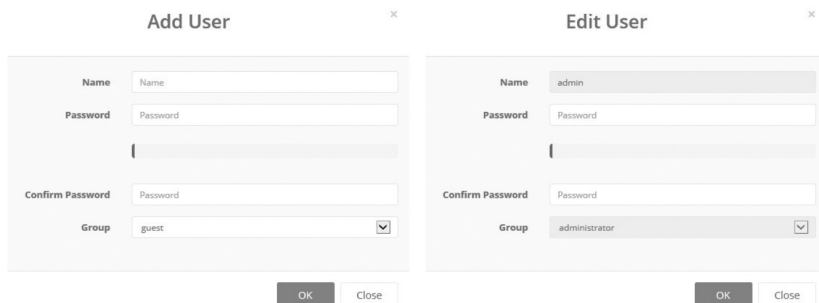 Add User
×
Name
Name
Password
Password
Confirm Password
Password
Group
guest
OK
Close
Edit User
×
Name
admin
Password
Password
Confirm Password
Password
Group
administrator
OK
Close